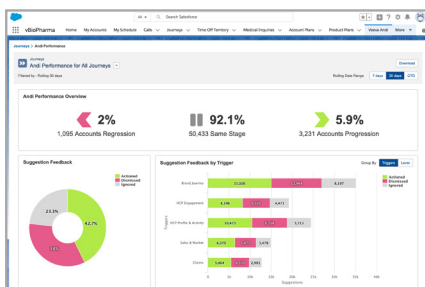 All
Search Salesforce
vBioPharma
Home
My Accounts
My Schedule
Calls
Journeys
Time Off Territory
Medical Inquiries
Account Plans
Product Plans
Veeva Andi
More
Journeys > Andi Performance
Journeys
Andi Performance for All Journeys
Download
Filtered by - Rolling 30 days
Rolling Date Range
7 days
30 days
QTD
Andi Performance Overview
2%
92.1%
5.9%
1,095 Accounts Regression
50,433 Same Stage
3,231 Accounts Progression
Suggestion Feedback
Actioned
Dismissed
Ignored
23.3%
42.7%
Suggestion Feedback by Trigger
Group By
Triggers
Level
Actioned
Dismissed
Ignored
Brand Journey
HCP Engagement
HCP Profile & Activity
Sales & Market
Claims
Triggers
Suggestions